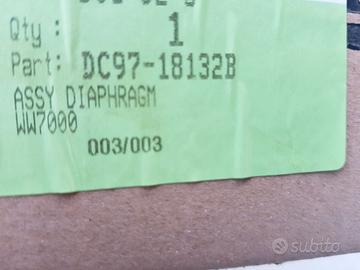 Qty : 1
Part: DC97-18132B
ASSY DIAPHRAGM
WW7000
003/003
subito